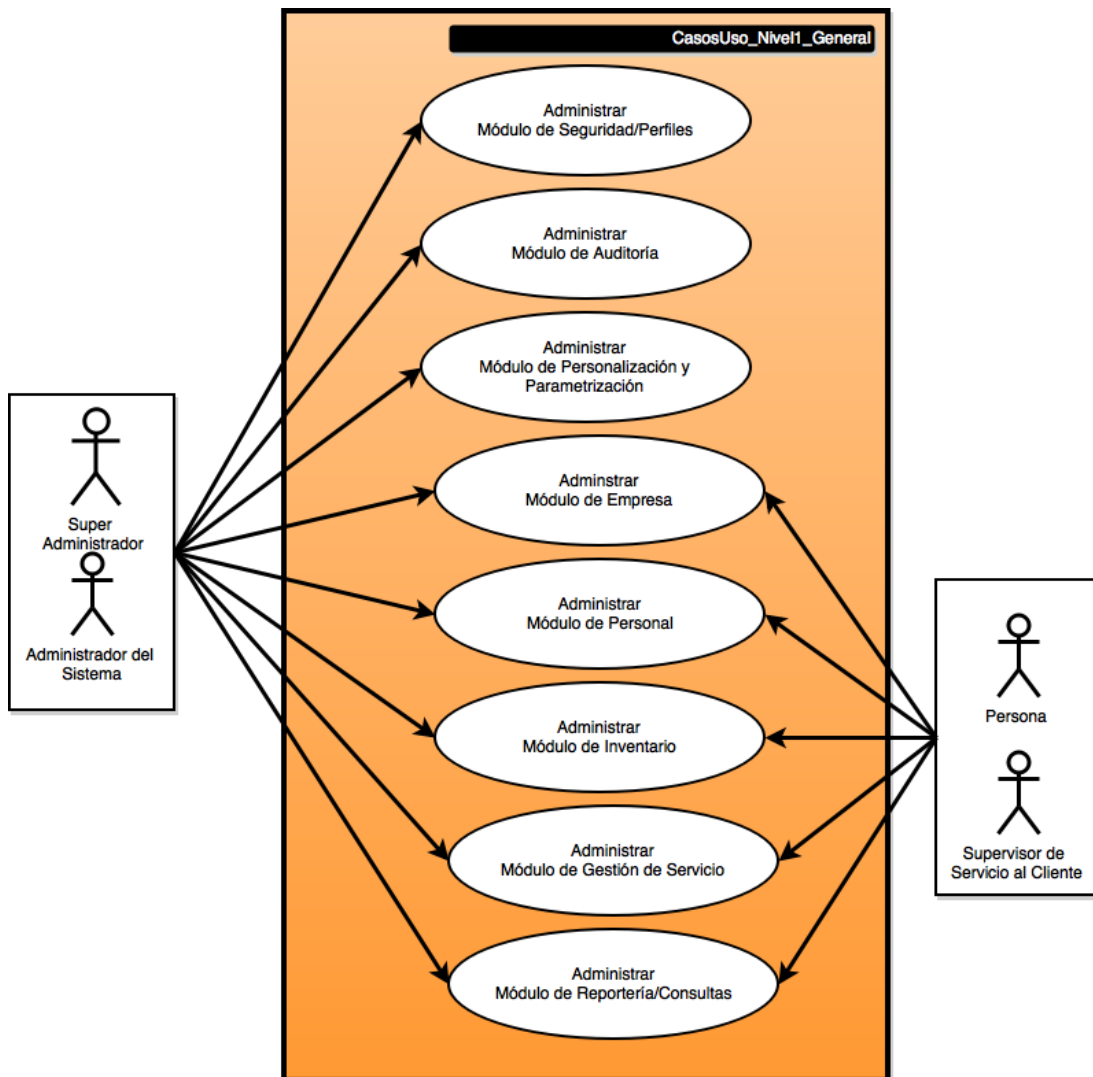 CasosUso_Nivel1_General
Administrar
Módulo de Seguridad/Perfiles
Administrar
Módulo de Auditoría
Administrar
Módulo de Personalización y
Parametrización
Adminstrar
Módulo de Empresa
Administrar
Módulo de Personal
Administrar
Módulo de Inventario
Administrar
Módulo de Gestión de Servicio
Administrar
Módulo de Reportería/Consultas
Super
Administrador
Administrador del
Sistema
Persona
Supervisor de
Servicio al Cliente